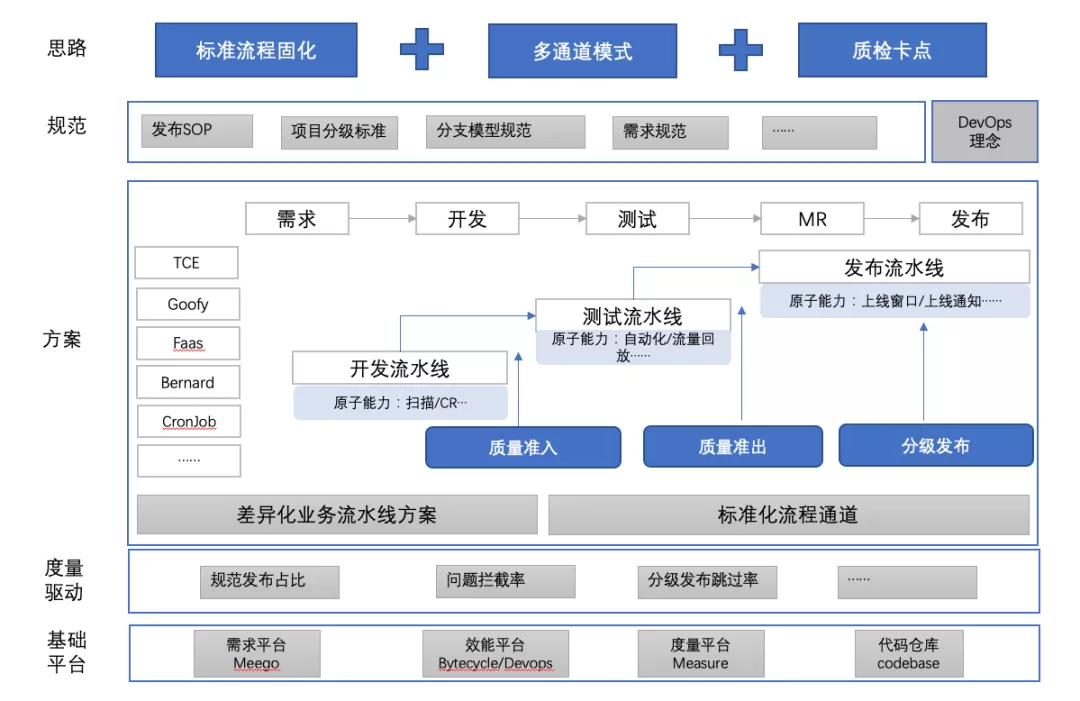 思路
标准流程固化
多通道模式
质检卡点
规范
发布SOP
项目分级标准
分支模型规范
需求规范
……
DevOps
理念
方案
需求
开发
测试
MR
发布
TCE
Goofy
Faas
Bernard
CronJob
……
发布流水线
原子能力：上线窗口/上线通知……
测试流水线
原子能力：自动化/流量回
放……
开发流水线
原子能力：扫描/CR…
质量准入
质量准出
分级发布
差异化业务流水线方案
标准化流程通道
度量
驱动
规范发布占比
问题拦截率
分级发布跳过率
……
基础
平台
需求平台
Meego
效能平台
Bytecycle/Devops
度量平台
Measure
代码仓库
codebase